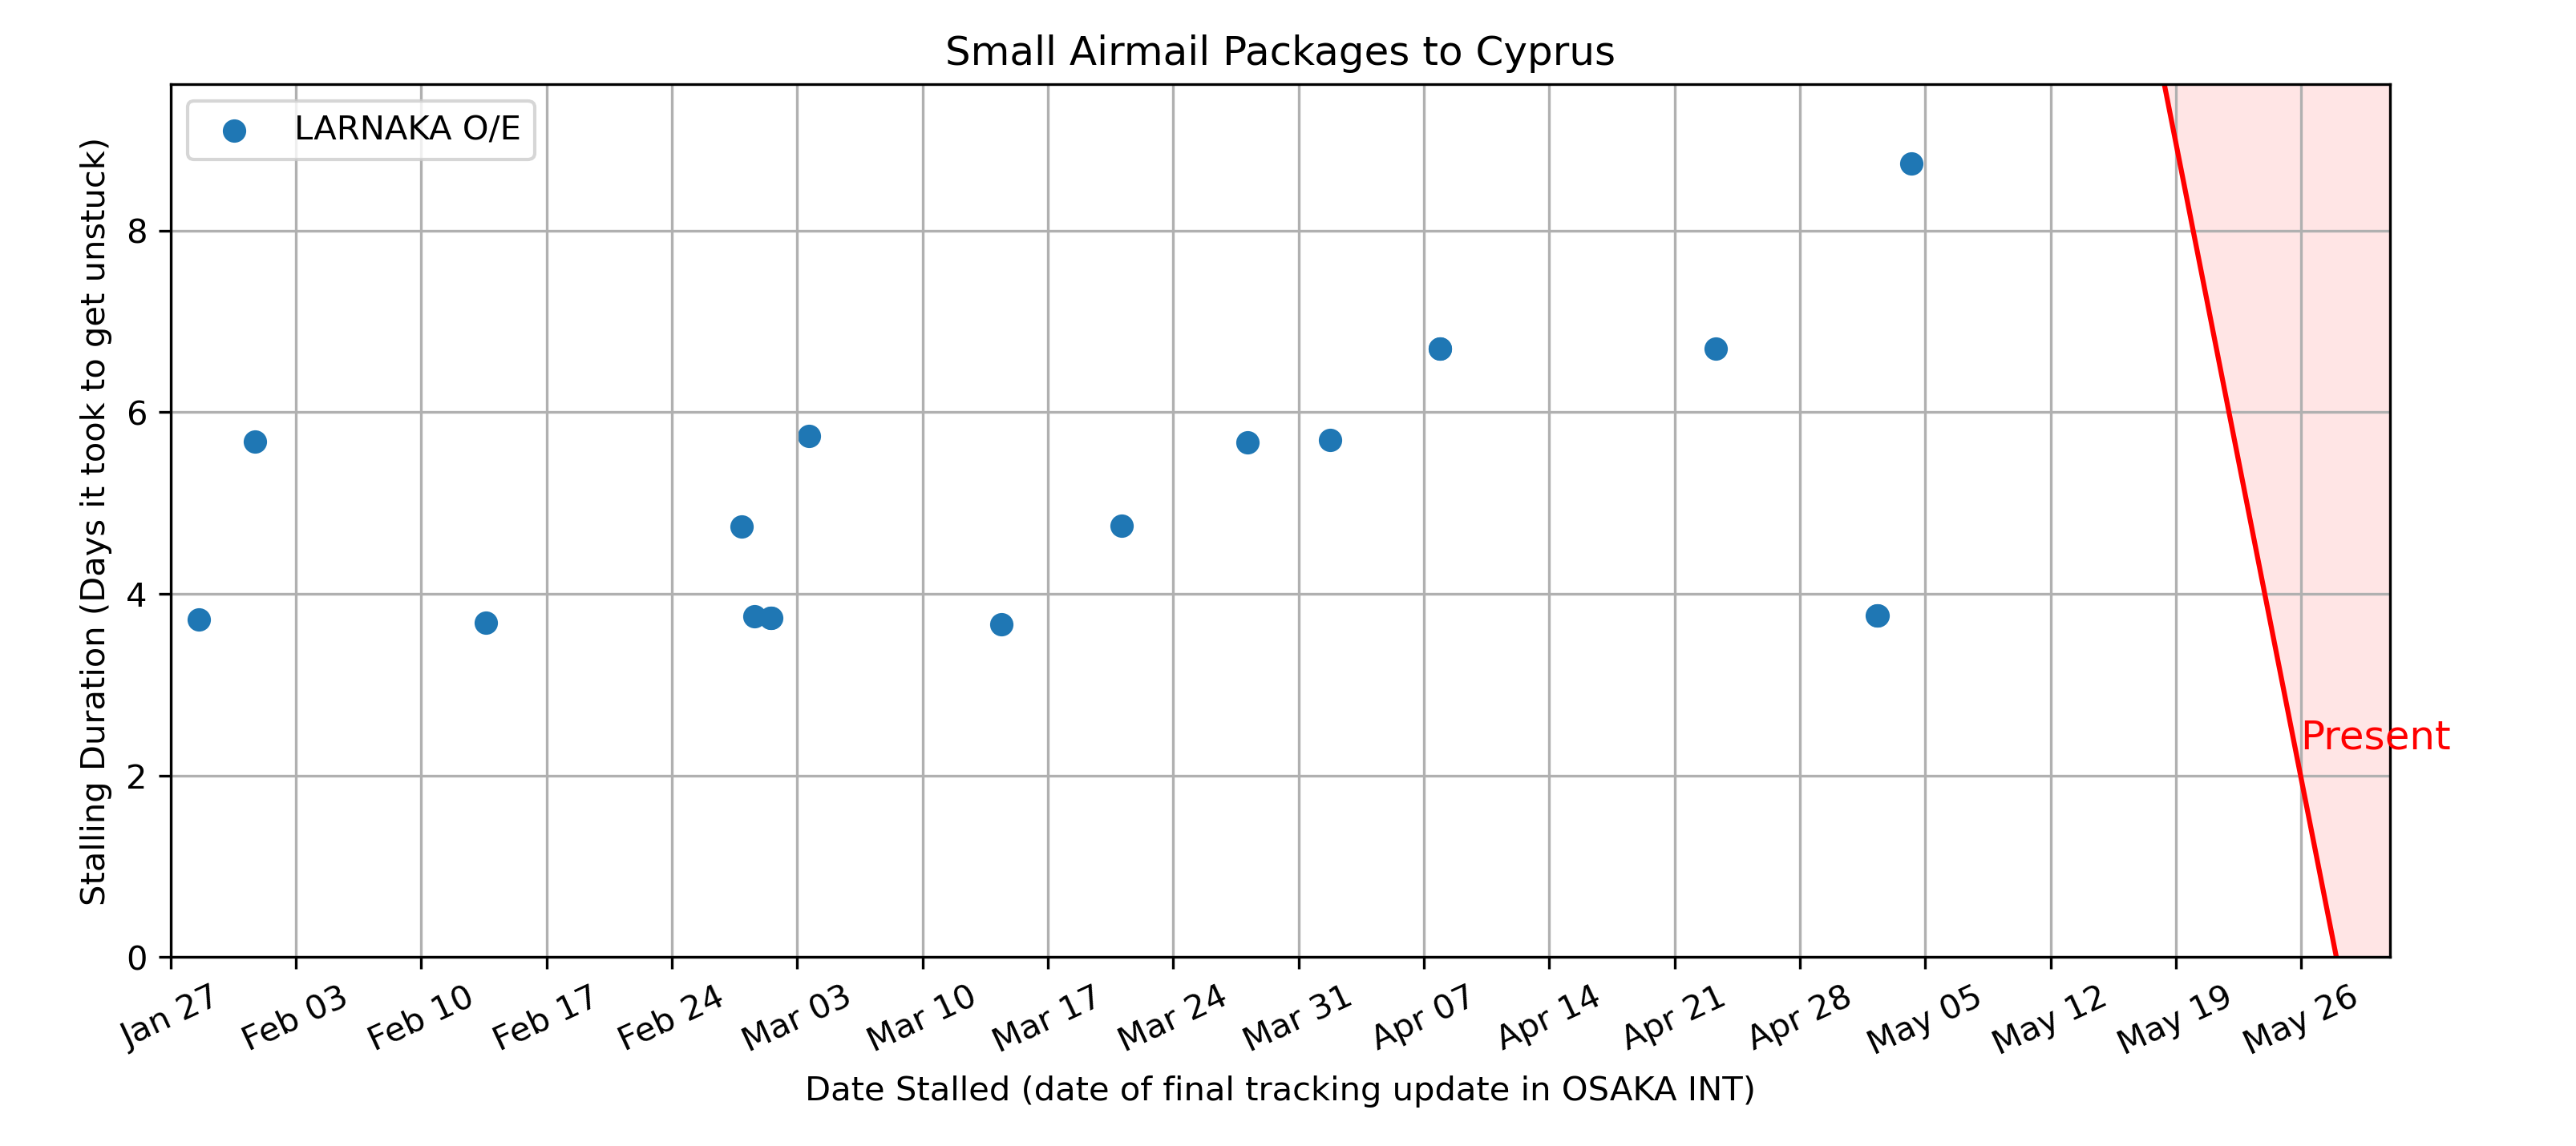 Small Airmail Packages to Cyprus
LARNAKA O/E
Stalling Duration (Days it took to get unstuck)
8
6
4
2
0
Present
Jan 27
Feb 03
Feb 10
Feb 17
Feb 24
Mar 03
Mar 10
Mar 17
Mar 24
Mar 31
Apr 07
Apr 14
Apr 21
Apr 28
May 05
May 12
May 19
May 26
Date Stalled (date of final tracking update in OSAKA INT)